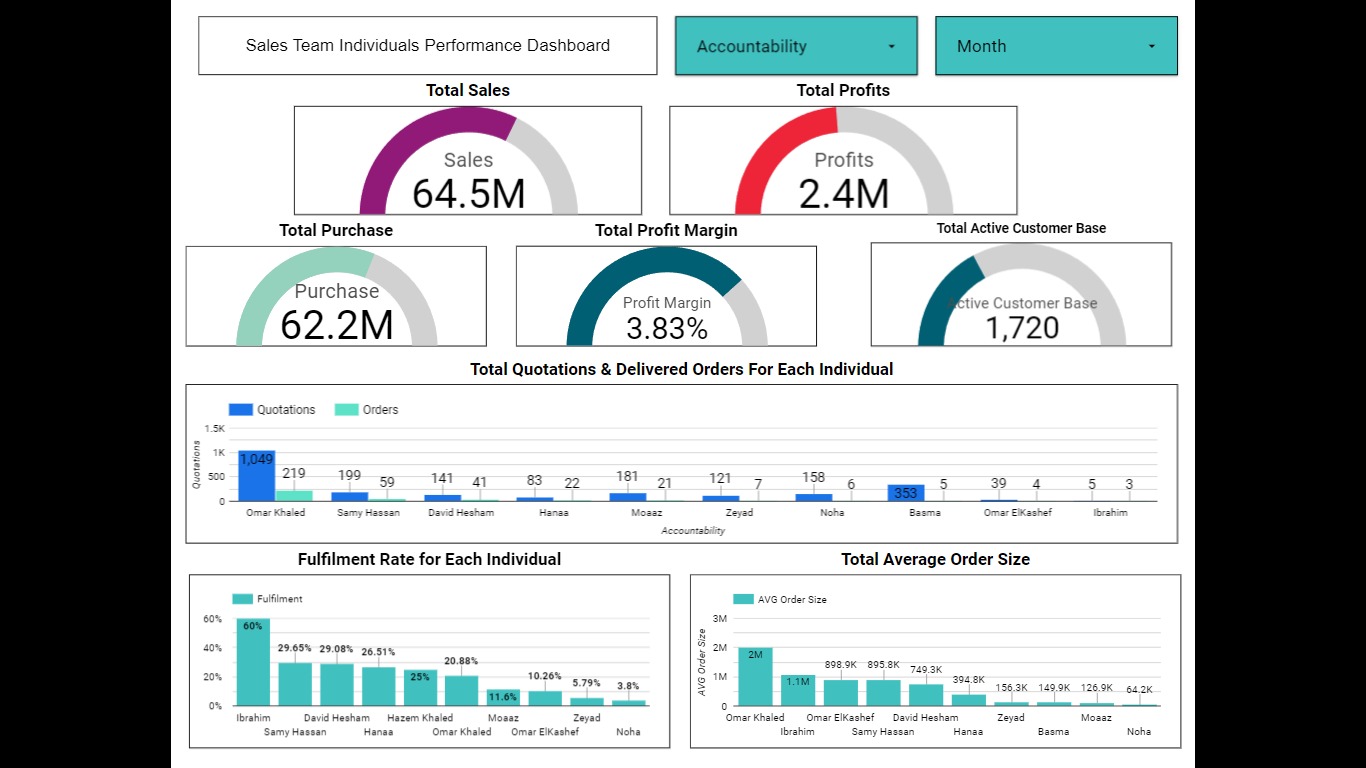 Sales Team Individuals Performance Dashboard
Accountability
Month
Total Sales
Total Profits
Sales
64.5M
Profits
2.4M
Total Purchase
Total Profit Margin
Total Active Customer Base
Purchase
62.2M
Profit Margin
3.83%
Active Customer Base
1,720
Total Quotations & Delivered Orders For Each Individual
Quotations Orders
Quotations
1.5K
1K
500
0
1,049 219 199 59 141 41 83 22 181 21 121 7 158 6 353 5 39 4 5 3
Omar Khaled Samy Hassan David Hesham Hanaa Moaaz Zeyad Noha Basma Omar ElKashef Ibrahim
Accountability
Fulfilment Rate for Each Individual
Fulfilment
60%
40%
20%
0%
60% 29.65% 29.08% 26.51% 25% 20.88% 11.6% 10.26% 5.79% 3.8%
Ibrahim David Hesham Hazem Khaled Moaaz Zeyad
Samy Hassan Hanaa Omar Khaled Omar ElKashef Noha
Total Average Order Size
AVG Order Size
AVG Order Size
3M
2M
1M
0
2M 1.1M 898.9K 895.8K 749.3K 394.8K 156.3K 149.9K 126.9K 64.2K
Omar Khaled Omar ElKashef David Hesham Zeyad Moaaz
Ibrahim Samy Hassan Hanaa Basma Noha